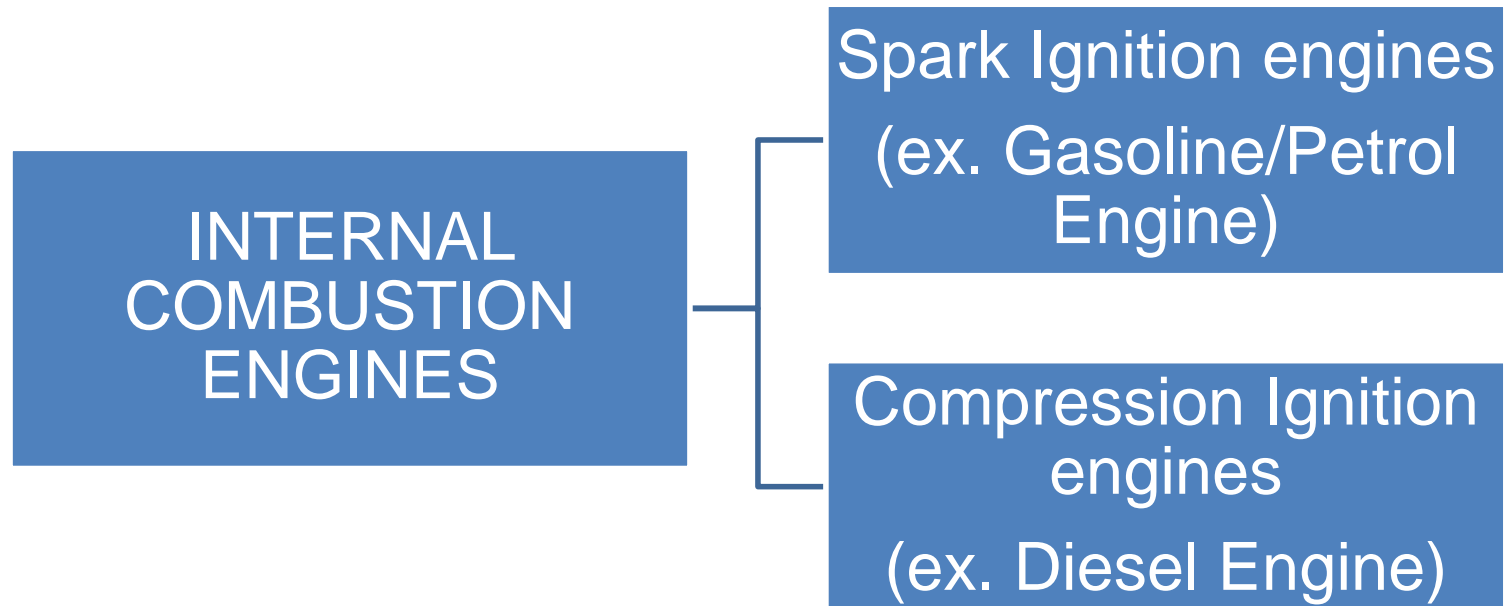 INTERNAL
COMBUSTION
ENGINES
Spark Ignition engines
(ex. Gasoline/Petrol
Engine)
Compression Ignition
engines
(ex. Diesel Engine)